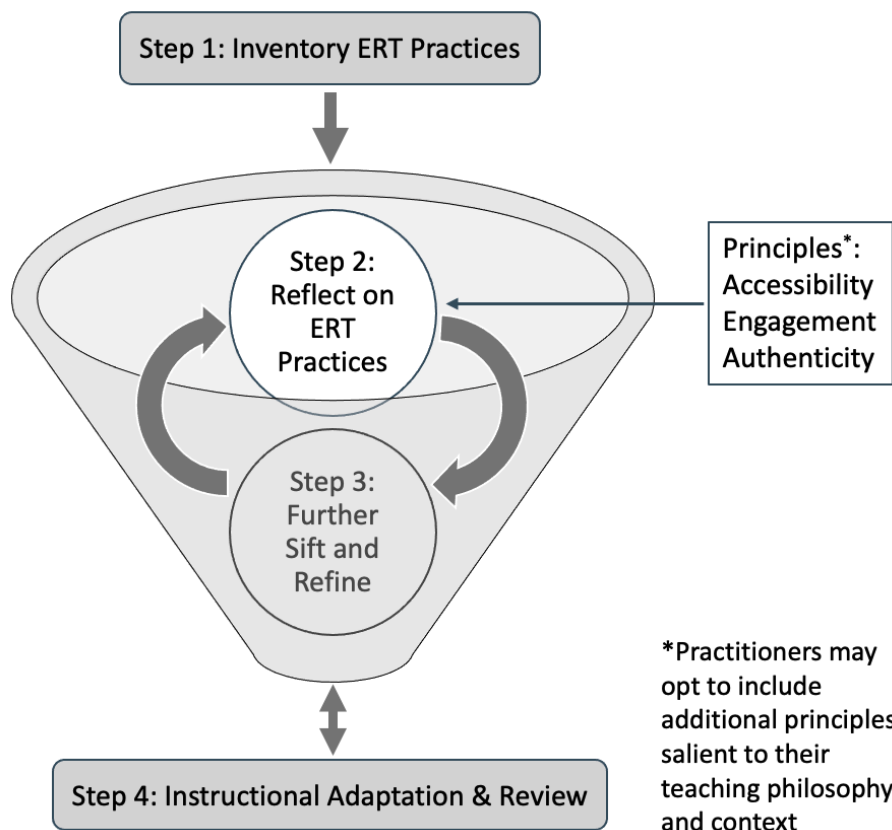 Step 1: Inventory ERT Practices
Step 2:
Reflect on
ERT
Practices
Principles*:
Accessibility
Engagement
Authenticity
Step 3:
Further
Sift and
Refine
*Practitioners may
opt to include
additional principles
salient to their
teaching philosophy
and context
Step 4: Instructional Adaptation & Review